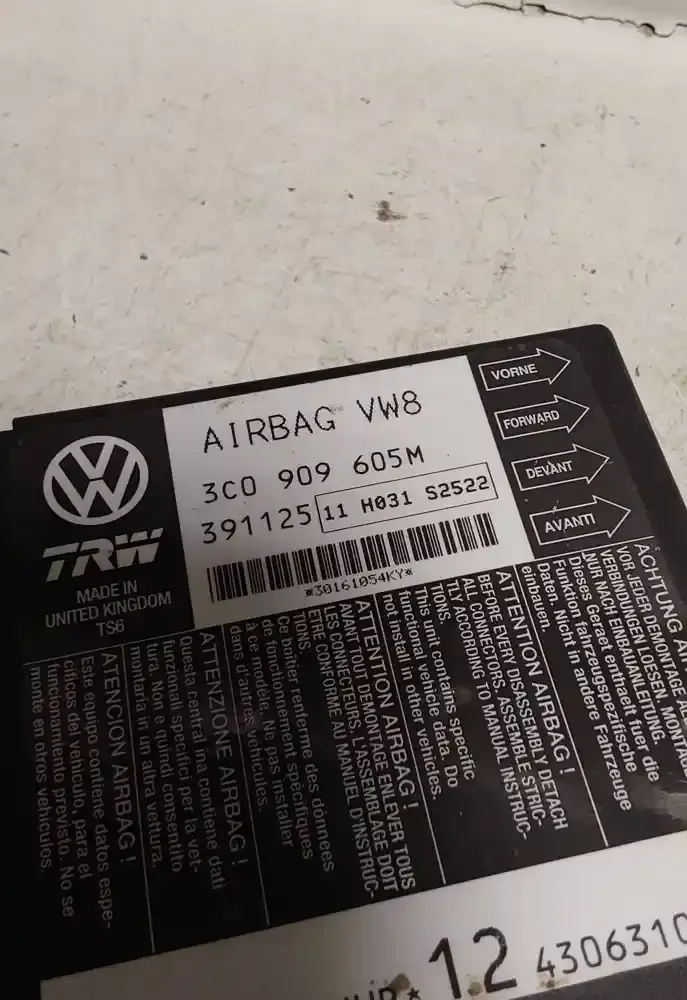 AIRBAG VW8
3C0 909 605M
391125 11 H031 S2522
*30161054KY*
VW
TRW
MADE IN
UNITED KINGDOM
TS6
VORNE
FORWARD
DEVANT
AVANTI
ACHTUNG
VOR JEDER DEMONTAGE
VERBINDUNGEN LOESEN. MONTAG
NUR NACH EINBAUANLEITUNG.
Dieses Geraet enthaelt fuer die
Funktion fahrzeugspezifische
Daten. Nicht in andere Fahrzeuge
einbauen.
ATTENTION AIRBAG !
BEFORE EVERY DISASSEMBLY DETACH
ALL CONNECTORS. ASSEMBLE STRIC-
TLY ACCORDING TO MANUAL INSTRUC-
TIONS.
This unit contains specific
functional vehicle data. Do
not install in other vehicles.
ATTENTION AIRBAG !
AVANT TOUT DEMONTAGE ENLEVER TOUS
LES CONNECTEURS. L'ASSEMBLAGE DOIT
ETRE CONFORME AU MANUEL D'INSTRUC-
TIONS.
Ce boitier renferme des données
de fonctionnement spécifiques
à ce modèle. Ne pas installer
dans d'autres véhicules.
ATTENZIONE AIRBAG !
Questa centralina contiene dati
funzionali specifici per la vet-
tura. Non e quindi consentito
montarla in un altra vettura.
ATENCION AIRBAG !
Este equipo contiene datos espe-
cificos del vehiculo, para el
funcionamiento previsto. No se
monte en otros vehiculos.
12 4306310